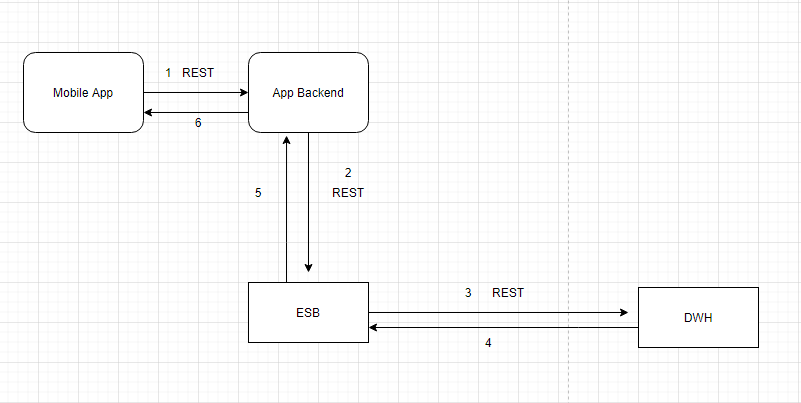 1 REST
Mobile App
App Backend
6
2
5
REST
3 REST
ESB
DWH
4